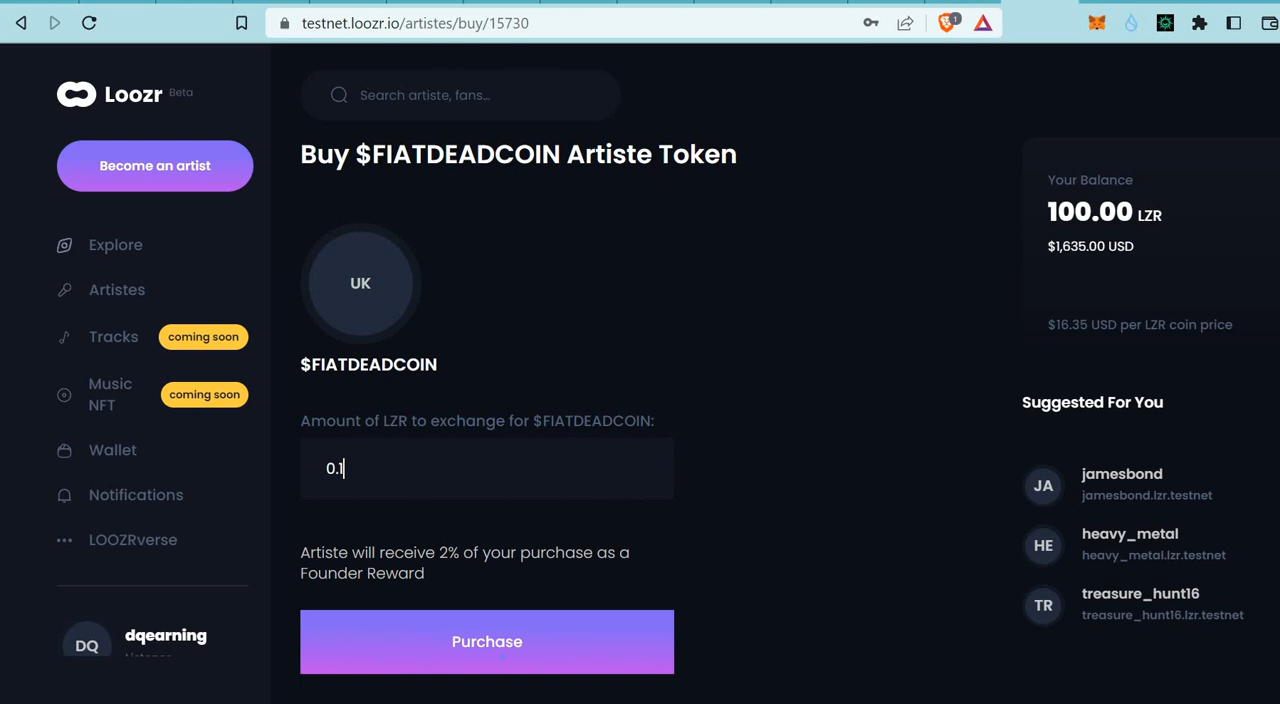 testnet.loozr.io/artistes/buy/15730
1
Loozr Beta
Search artiste, fans...
Become an artist
Buy $FIATDEADCOIN Artiste Token
Explore
Artistes
Tracks coming soon
Music NFT coming soon
Wallet
Notifications
LOOZRverse
DQ dqearning
UK
$FIATDEADCOIN
Amount of LZR to exchange for $FIATDEADCOIN:
0.1
Artiste will receive 2% of your purchase as a
Founder Reward
Purchase
Your Balance
100.00 LZR
$1,635.00 USD
$16.35 USD per LZR coin price
Suggested For You
JA jamesbond
jamesbond.lzr.testnet
HE heavy_metal
heavy_metal.lzr.testnet
TR treasure_hunt16
treasure_hunt16.lzr.testnet